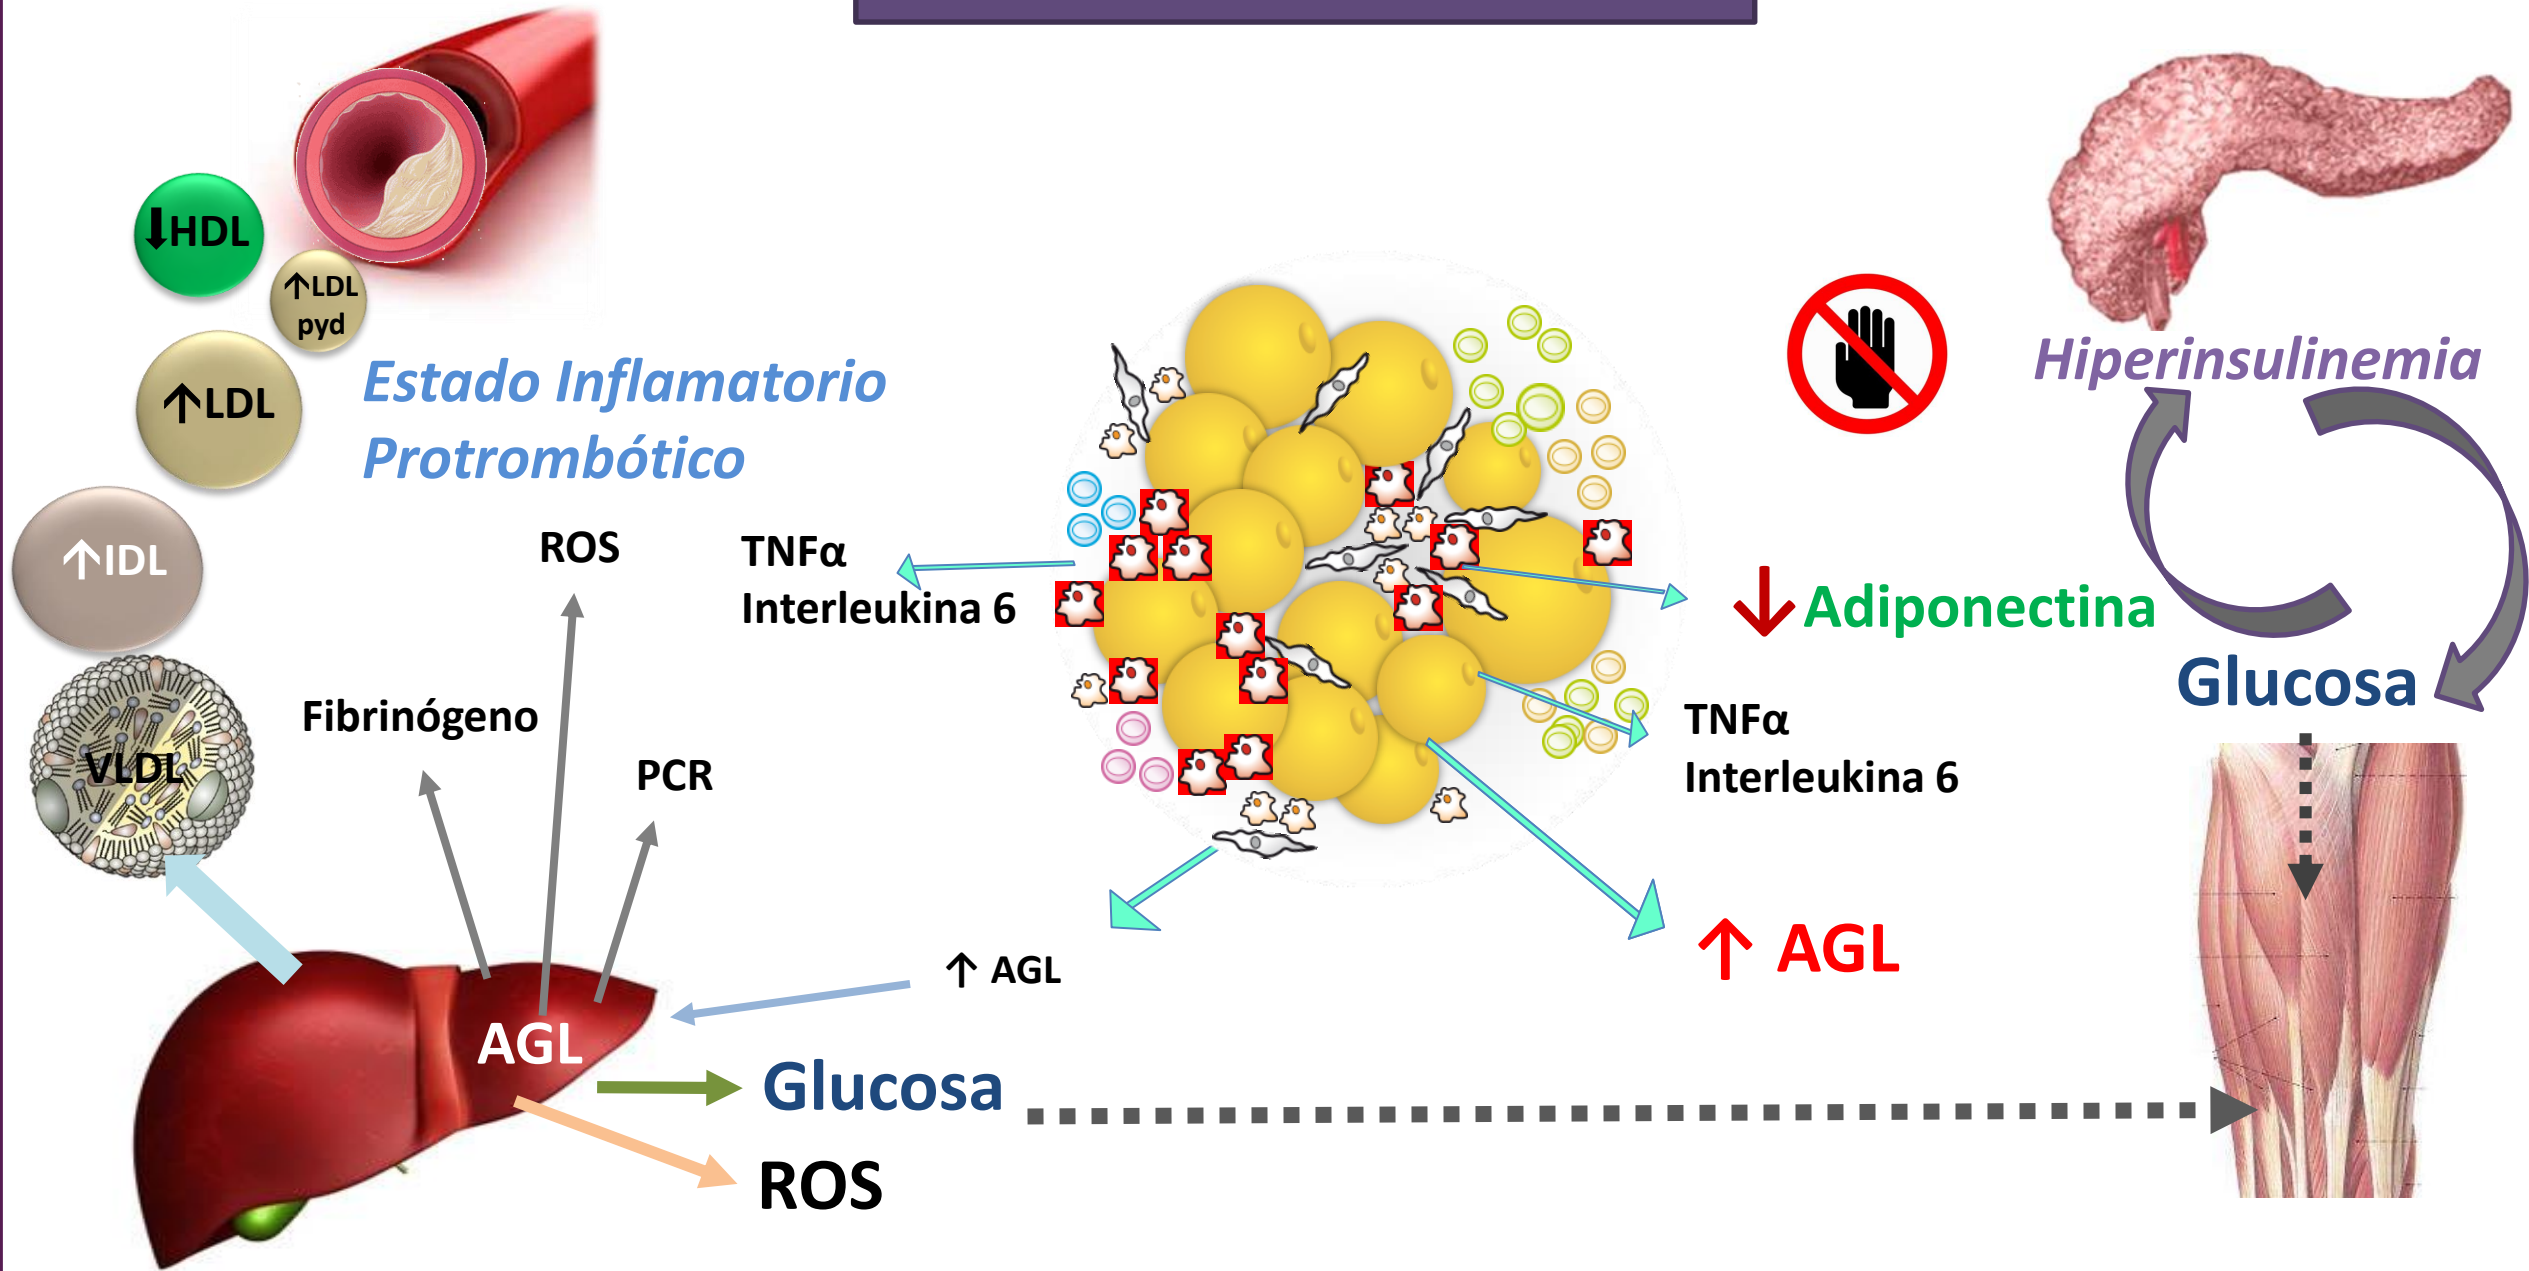 ↓HDL
↑LDL
pyd
↑LDL
Estado Inflamatorio
Protrombótico
↑IDL
VLDL
ROS
Fibrinógeno
PCR
TNFα
Interleukina 6
AGL
↑ AGL
Glucosa
ROS
↓Adiponectina
TNFα
Interleukina 6
↑ AGL
Hiperinsulinemia
Glucosa